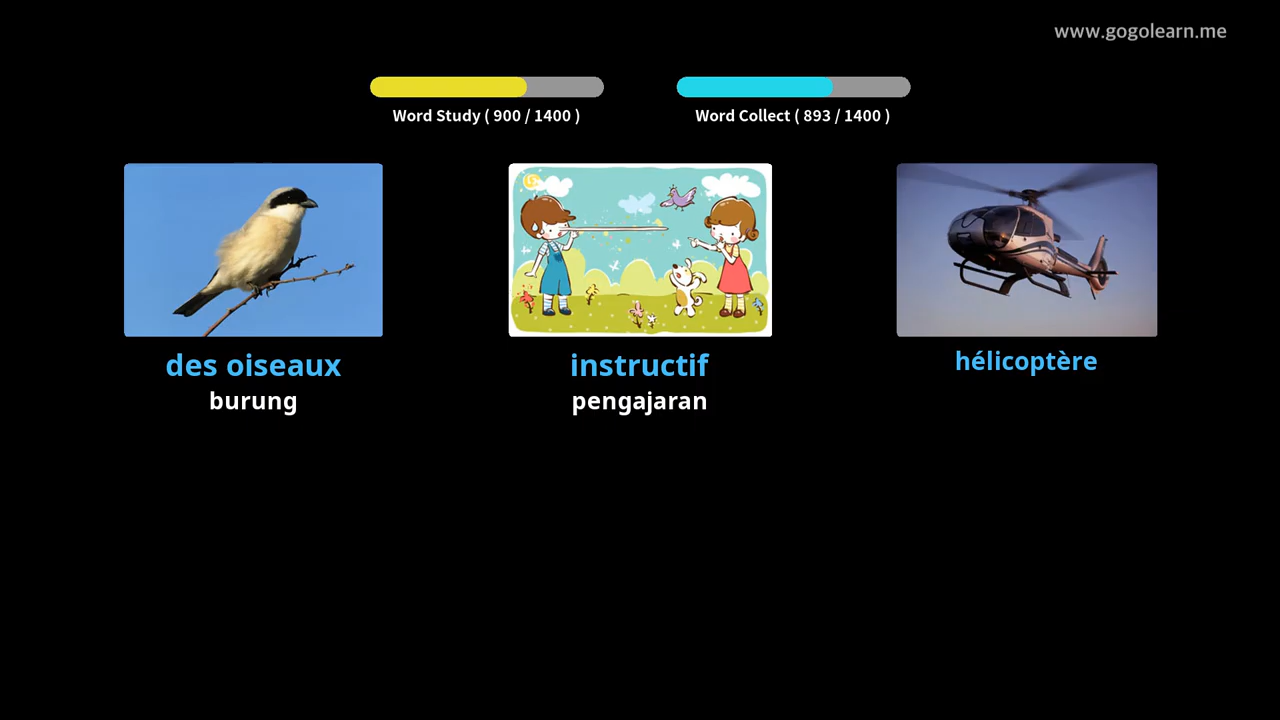 www.gogolearn.me
Word Study ( 900 / 1400 )
Word Collect ( 893 / 1400 )
des oiseaux
instructif
hélicoptère
burung
pengajaran